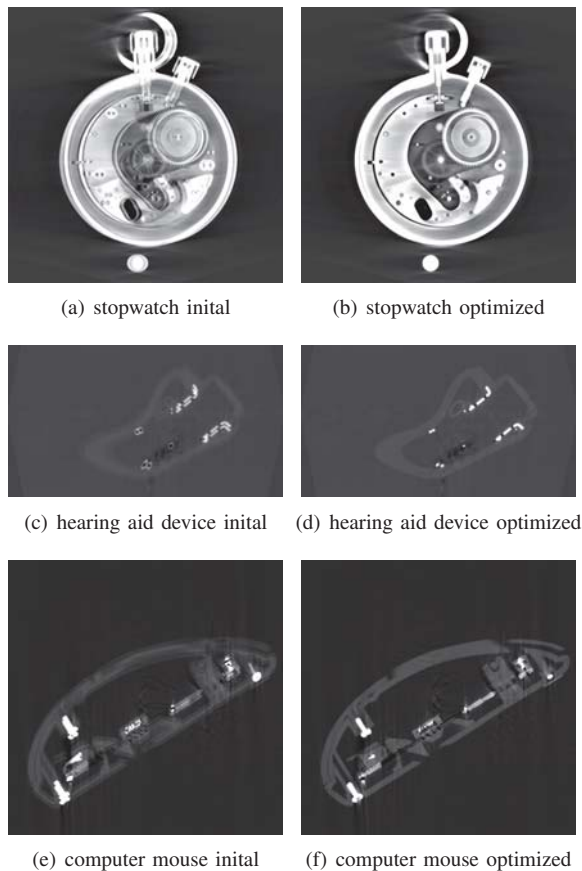 (a) stopwatch inital
(b) stopwatch optimized
(c) hearing aid device inital
(d) hearing aid device optimized
(e) computer mouse inital
(f) computer mouse optimized